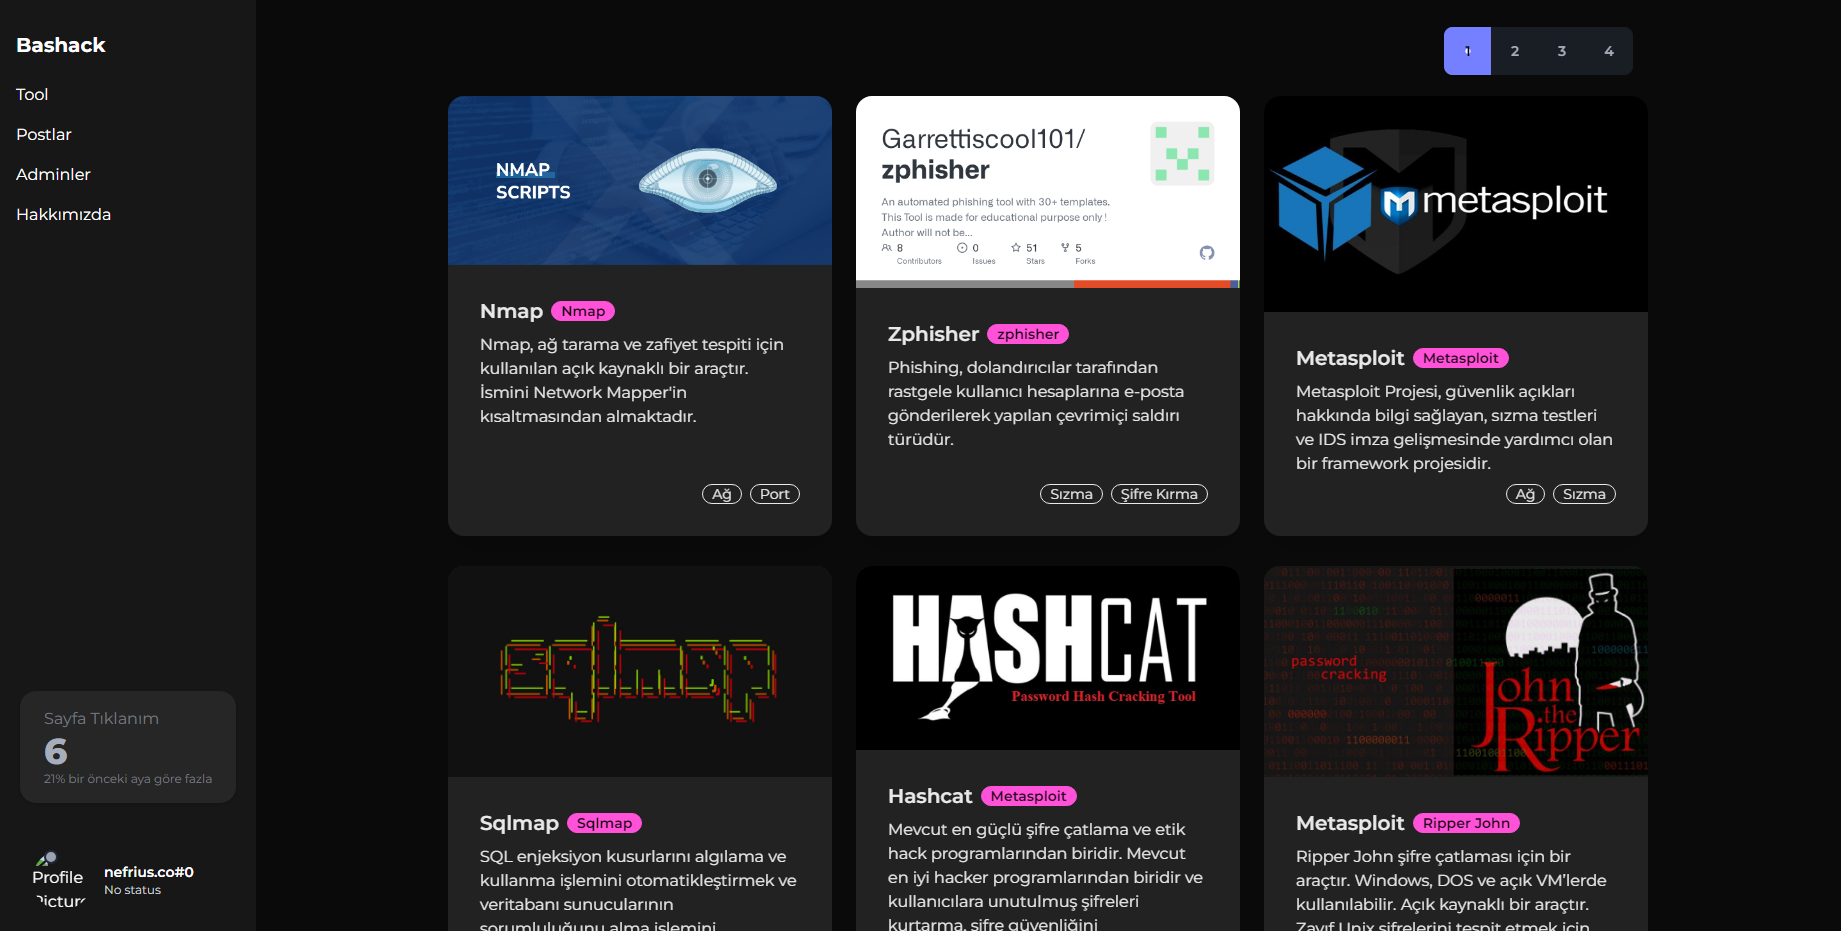 Bashack
Tool
Postlar
Adminler
Hakkımızda
Sayfa Tıklanım
6
21% bir önceki aya göre fazla
Profile
Picture
nefrius.co#0
No status
1 2 3 4
NMAP
SCRIPTS
Nmap Nmap
Nmap, ağ tarama ve zafiyet tespiti için
kullanılan açık kaynaklı bir araçtır.
İsmini Network Mapper'in
kısaltmasından almaktadır.
Ağ Port
Garrettiscool101/
zphisher
An automated phishing tool with 30+ templates.
This Tool is made for educational purpose only !
Author will not be...
8 0 51 5
Contributors Issues Stars Forks
Zphisher zphisher
Phishing, dolandırıcılar tarafından
rastgele kullanıcı hesaplarına e-posta
gönderilerek yapılan çevrimiçi saldırı
türüdür.
Sızma Şifre Kırma
metasploit
Metasploit Metasploit
Metasploit Projesi, güvenlik açıkları
hakkında bilgi sağlayan, sızma testleri
ve IDS imza gelişmesinde yardımcı olan
bir framework projesidir.
Ağ Sızma
sqlmap
Sqlmap Sqlmap
SQL enjeksiyon kusurlarını algılama ve
kullanma işlemini otomatikleştirmek ve
veritabanı sunucularının
sorumluluğunu alma işlemini
HASHCAT
Password Hash Cracking Tool
Hashcat Metasploit
Mevcut en güçlü şifre çatlama ve etik
hack programlarından biridir. Mevcut
en iyi hacker programlarından biridir ve
kullanıcılara unutulmuş şifreleri
kurtarma, şifre güvenliğini
password
cracking
John
the
Ripper
Metasploit Ripper John
Ripper John şifre çatlaması için bir
araçtır. Windows, DOS ve açık VM'lerde
kullanılabilir. Açık kaynaklı bir araçtır.
Zayıf Unix şifrelerini tespit etmek için